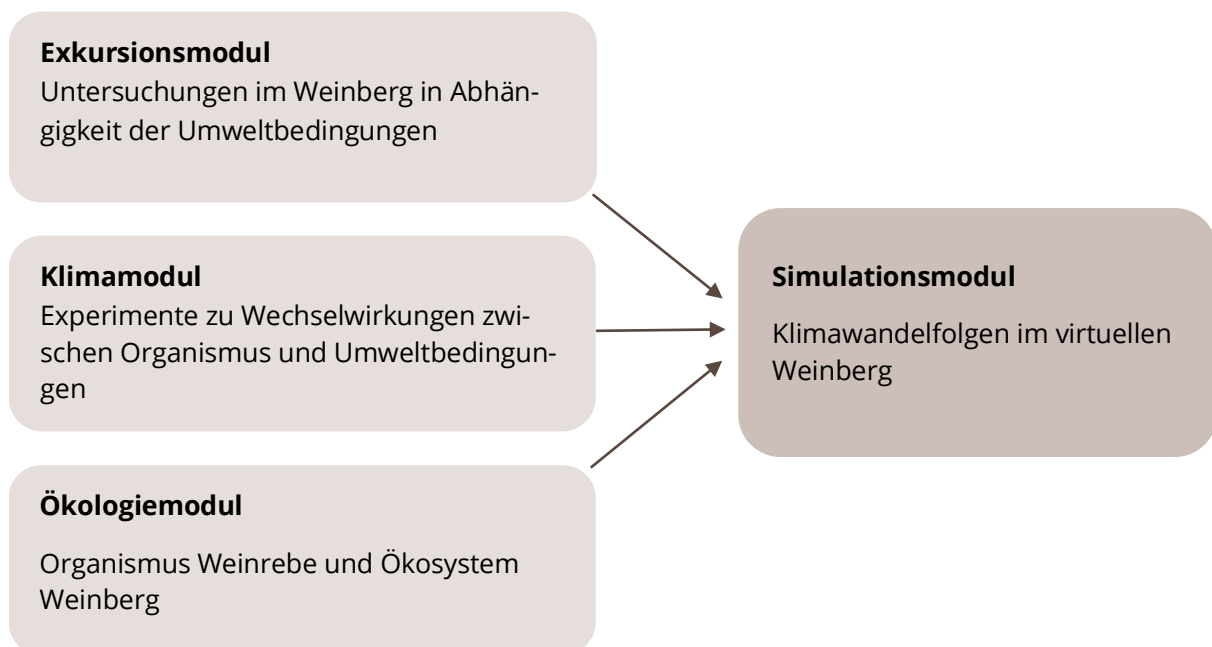 Exkursionsmodul
Untersuchungen im Weinberg in Abhän-
gigkeit der Umweltbedingungen
Klimamodul
Experimente zu Wechselwirkungen zwi-
schen Organismus und Umweltbedingun-
gen
Ökologiemodul
Organismus Weinrebe und Ökosystem
Weinberg
Simulationsmodul
Klimawandelfolgen im virtuellen
Weinberg